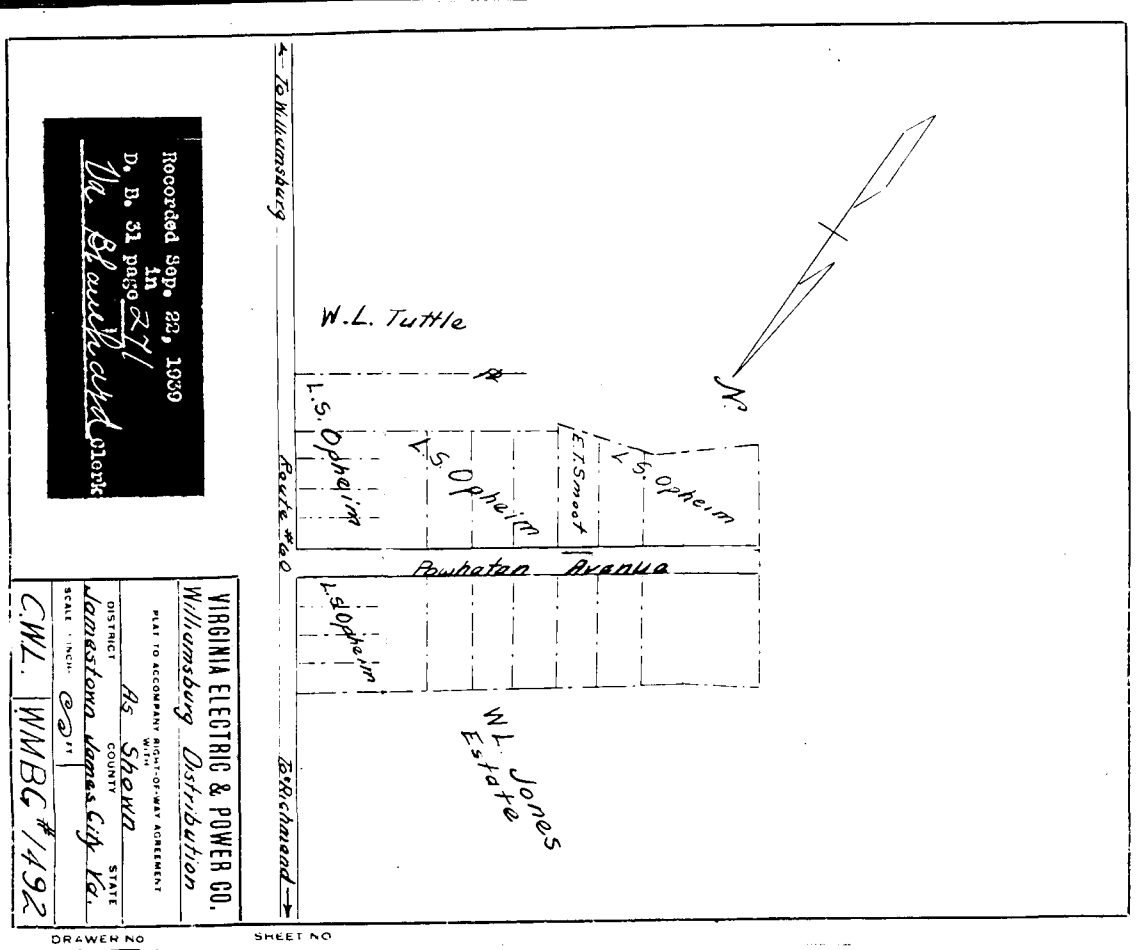 ← To Williamsburg
Route #60
To Richmond →
Recorded Sep. 22, 1939
in
D. B. 31 page 271
Va Blanchard Clerk
W.L. Tuttle
N.
L.S. Opheim
L.S. Opheim
E.T. Smoot
L.S. Opheim
Powhatan Avenue
L.S. Opheim
W.L. Jones
Estate
VIRGINIA ELECTRIC & POWER CO.
Williamsburg Distribution
PLAT TO ACCOMPANY RIGHT-OF-WAY AGREEMENT
WITH
As Shown
DISTRICT COUNTY STATE
Jamestown James City Va.
SCALE 1 INCH= FT
C.W.L. WMBG #1492
DRAWER NO SHEET NO